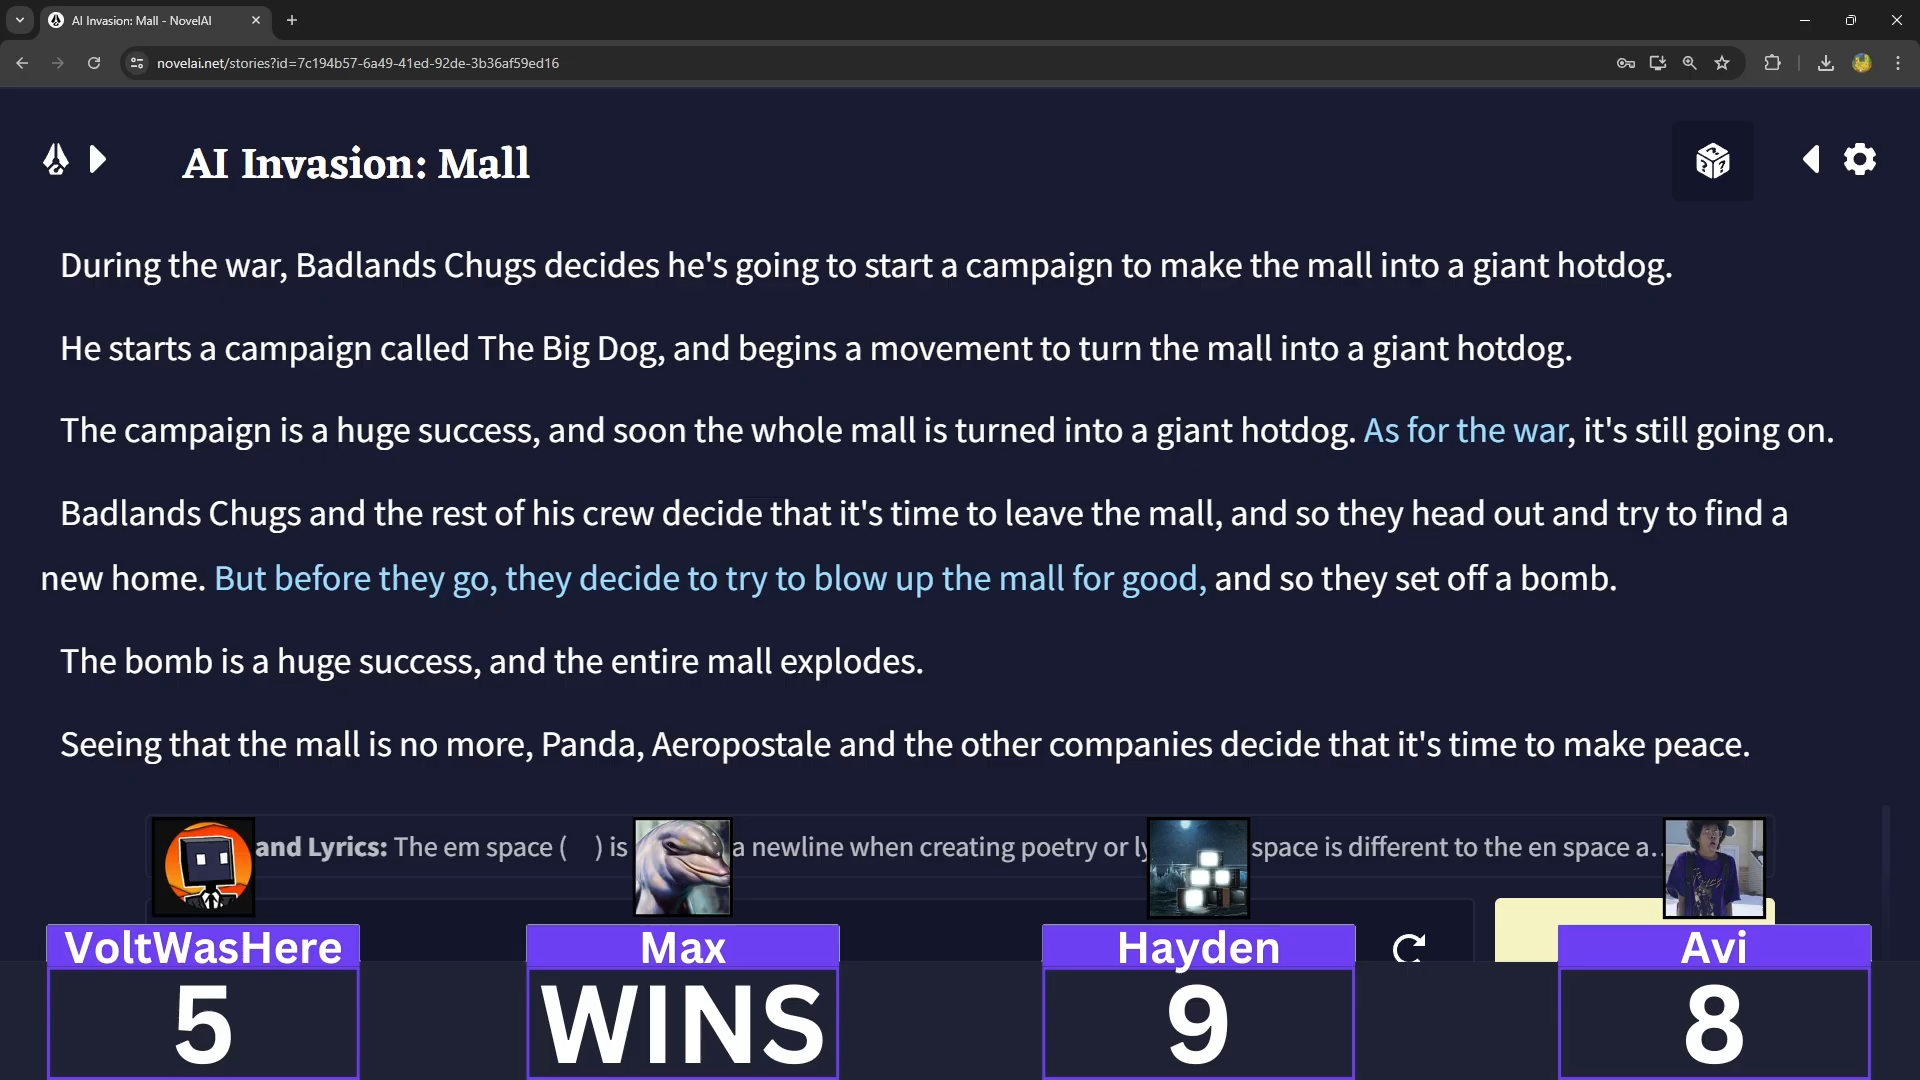 AI Invasion: Mall - NovelAI
novelai.net/stories?id=7c194b57-6a49-41ed-92de-3b36af59ed16
AI Invasion: Mall
During the war, Badlands Chugs decides he's going to start a campaign to make the mall into a giant hotdog.
He starts a campaign called The Big Dog, and begins a movement to turn the mall into a giant hotdog.
The campaign is a huge success, and soon the whole mall is turned into a giant hotdog. As for the war, it's still going on.
Badlands Chugs and the rest of his crew decide that it's time to leave the mall, and so they head out and try to find a
new home. But before they go, they decide to try to blow up the mall for good, and so they set off a bomb.
The bomb is a huge success, and the entire mall explodes.
Seeing that the mall is no more, Panda, Aeropostale and the other companies decide that it's time to make peace.
and Lyrics: The em space ( ) is a newline when creating poetry or ly space is different to the en space a...
VoltWasHere Max Hayden Avi
5 WINS 9 8